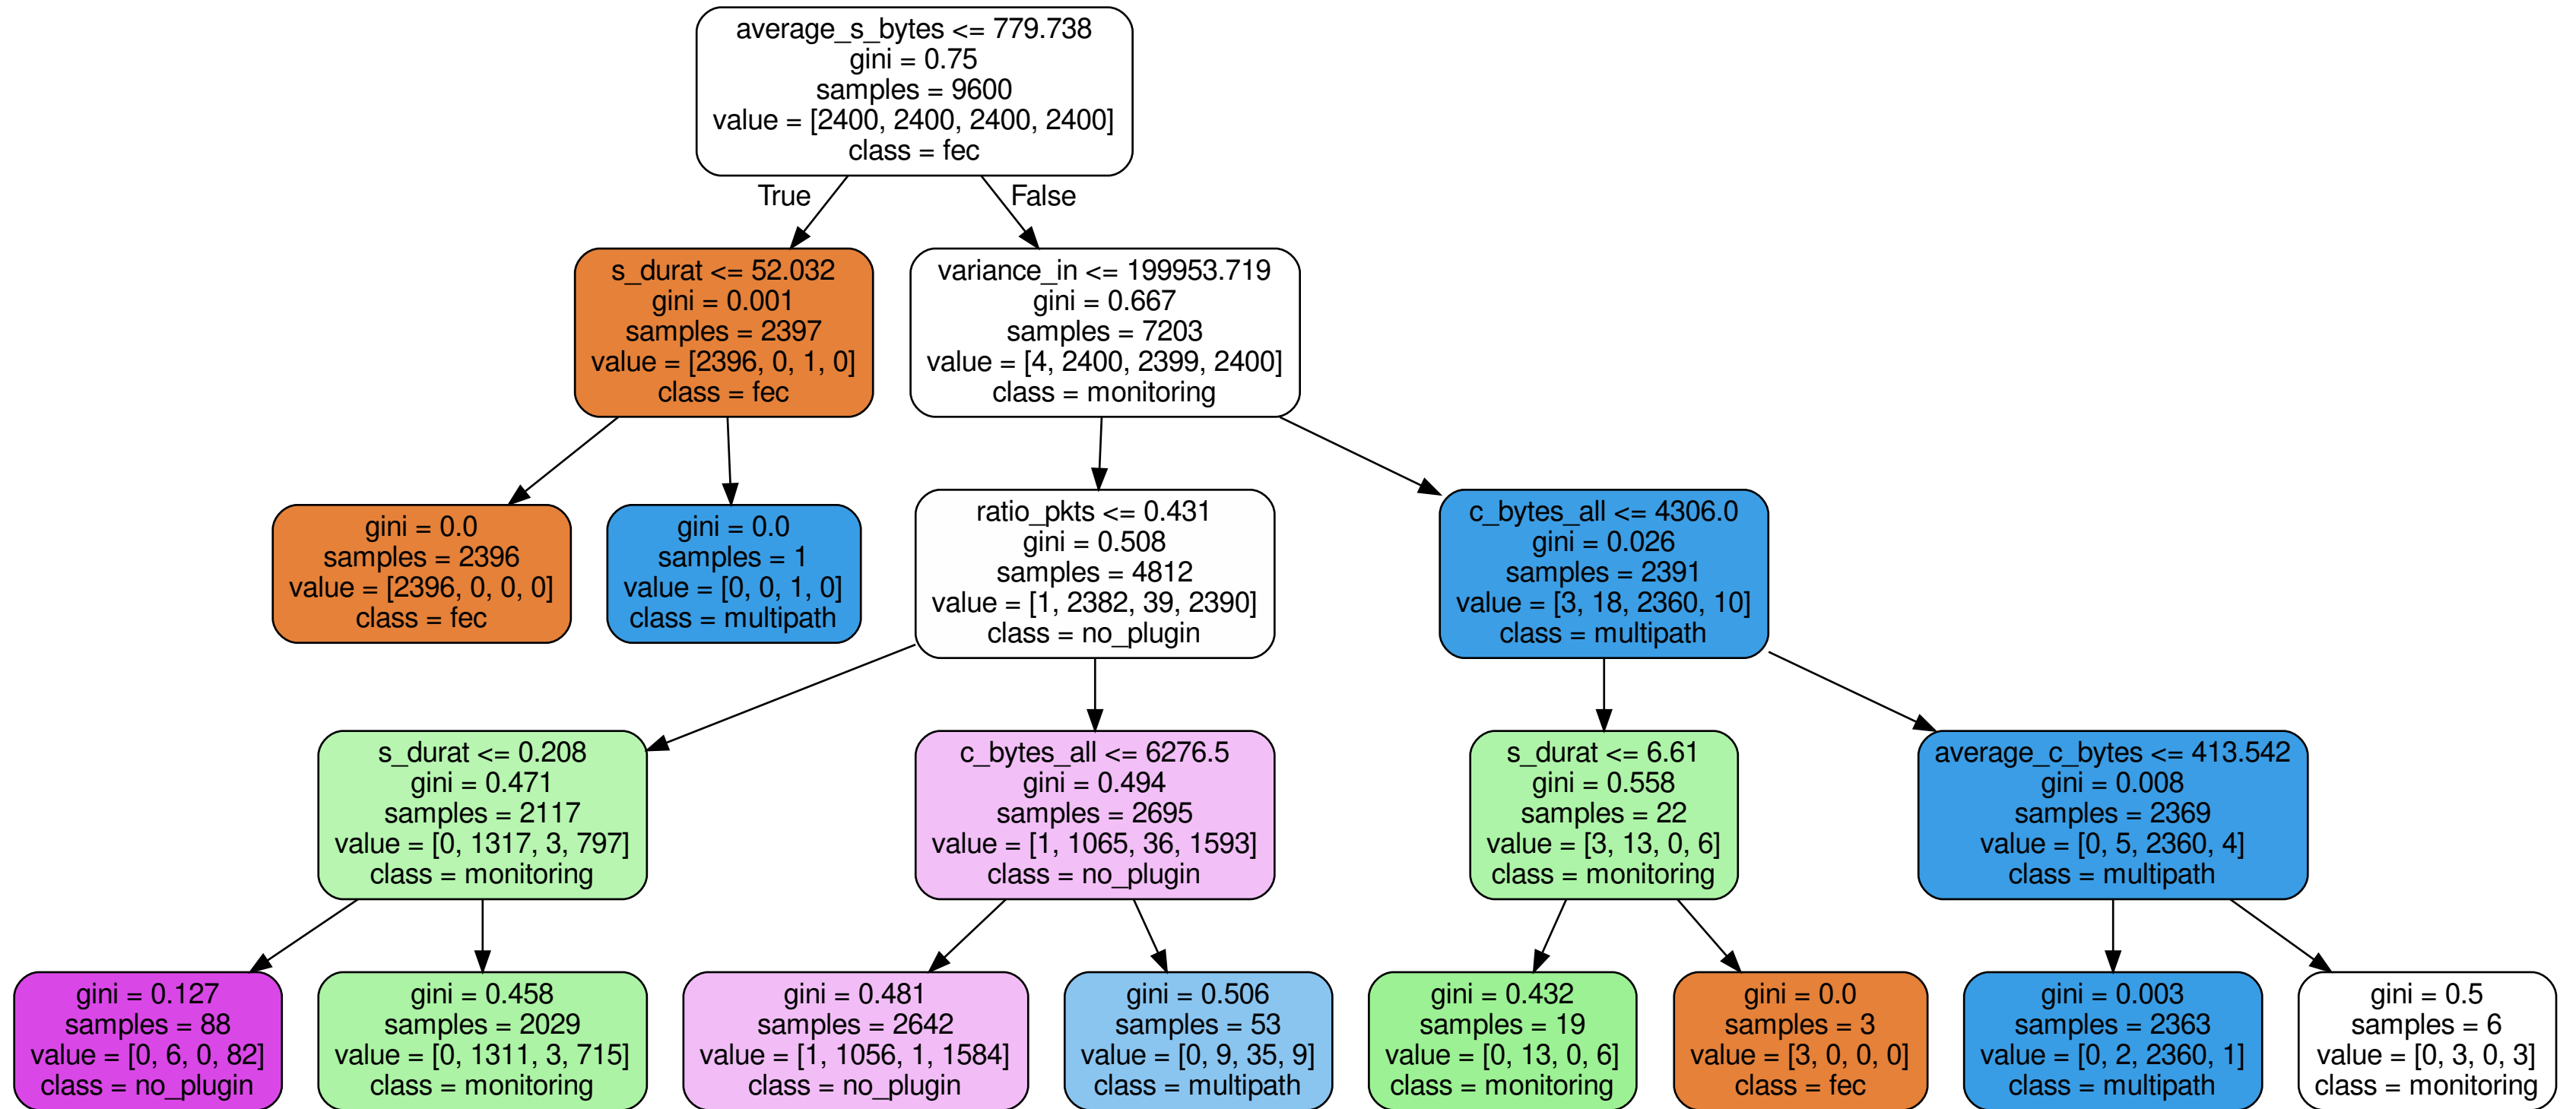 average_s_bytes <= 779.738
gini = 0.75
samples = 9600
value = [2400, 2400, 2400, 2400]
class = fec
True
False
s_durat <= 52.032
gini = 0.001
samples = 2397
value = [2396, 0, 1, 0]
class = fec
variance_in <= 199953.719
gini = 0.667
samples = 7203
value = [4, 2400, 2399, 2400]
class = monitoring
gini = 0.0
samples = 2396
value = [2396, 0, 0, 0]
class = fec
gini = 0.0
samples = 1
value = [0, 0, 1, 0]
class = multipath
ratio_pkts <= 0.431
gini = 0.508
samples = 4812
value = [1, 2382, 39, 2390]
class = no_plugin
c_bytes_all <= 4306.0
gini = 0.026
samples = 2391
value = [3, 18, 2360, 10]
class = multipath
s_durat <= 0.208
gini = 0.471
samples = 2117
value = [0, 1317, 3, 797]
class = monitoring
c_bytes_all <= 6276.5
gini = 0.494
samples = 2695
value = [1, 1065, 36, 1593]
class = no_plugin
s_durat <= 6.61
gini = 0.558
samples = 22
value = [3, 13, 0, 6]
class = monitoring
average_c_bytes <= 413.542
gini = 0.008
samples = 2369
value = [0, 5, 2360, 4]
class = multipath
gini = 0.127
samples = 88
value = [0, 6, 0, 82]
class = no_plugin
gini = 0.458
samples = 2029
value = [0, 1311, 3, 715]
class = monitoring
gini = 0.481
samples = 2642
value = [1, 1056, 1, 1584]
class = no_plugin
gini = 0.506
samples = 53
value = [0, 9, 35, 9]
class = multipath
gini = 0.432
samples = 19
value = [0, 13, 0, 6]
class = monitoring
gini = 0.0
samples = 3
value = [3, 0, 0, 0]
class = fec
gini = 0.003
samples = 2363
value = [0, 2, 2360, 1]
class = multipath
gini = 0.5
samples = 6
value = [0, 3, 0, 3]
class = monitoring